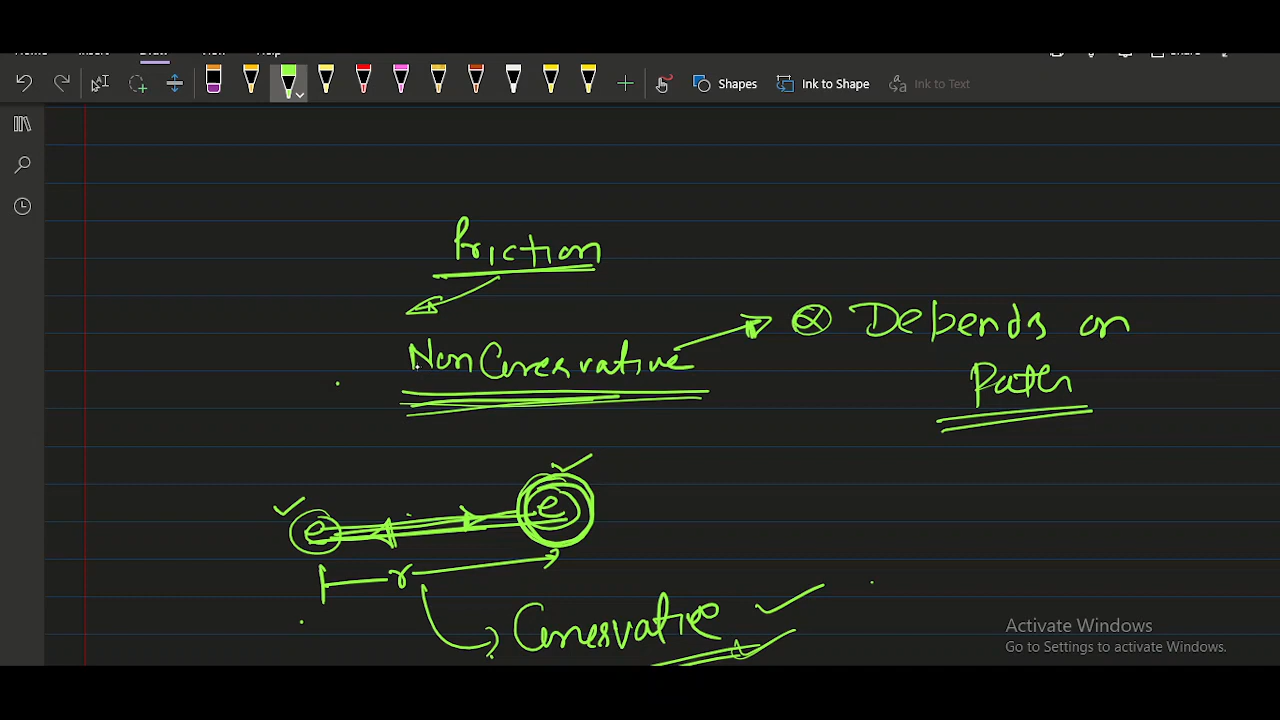 Shapes
Ink to Shape
Ink to Text
Friction
Non Conservative
Depends on
Path
e
e
r
Conservative
Activate Windows
Go to Settings to activate Windows.